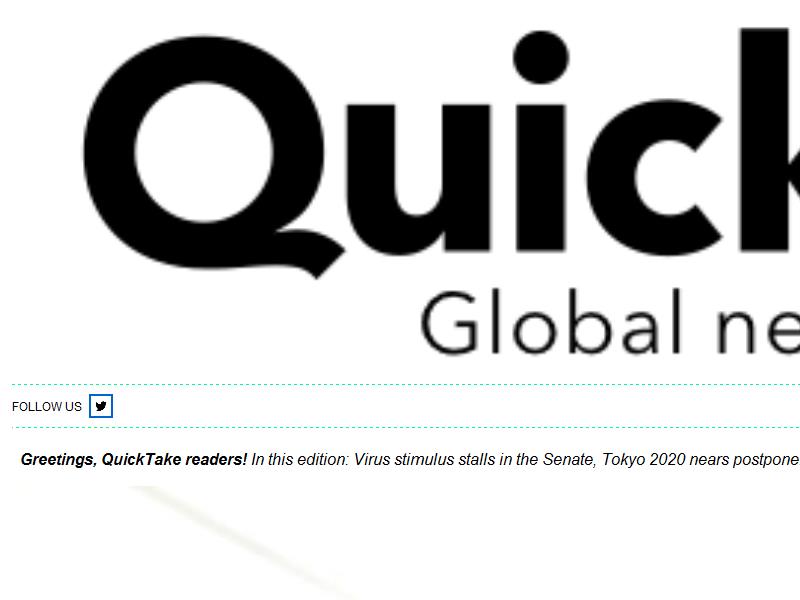 Quick
Global ne
FOLLOW US
Greetings, QuickTake readers! In this edition: Virus stimulus stalls in the Senate, Tokyo 2020 nears postpone